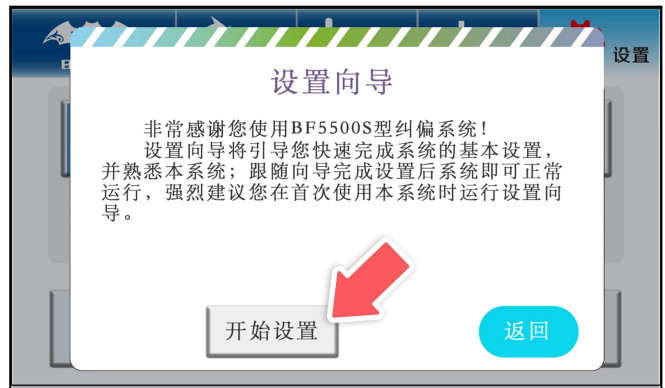 设置
设置向导
非常感谢您使用BF5500S型纠偏系统！
设置向导将引导您快速完成系统的基本设置，
并熟悉本系统；跟随向导完成设置后系统即可正常
运行，强烈建议您在首次使用本系统时运行设置向
导。
开始设置
返回